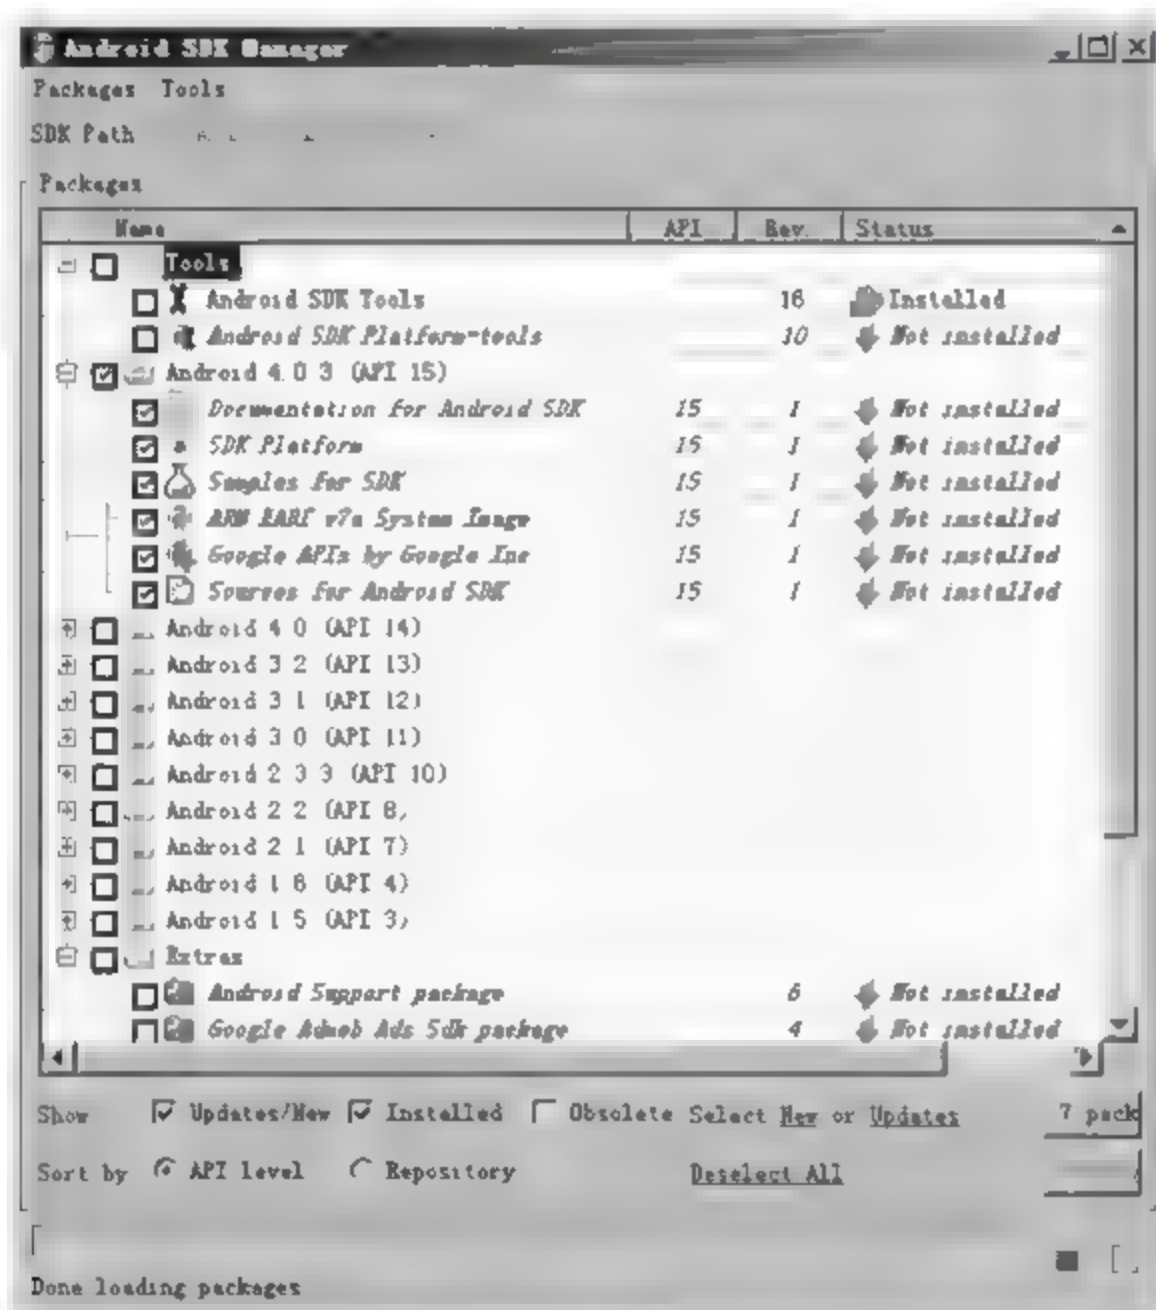 Android SDK Manager
Packages Tools
SDK Path
Packages
Name API Rev. Status
Tools
Android SDK Tools 16 Installed
Android SDK Platform-tools 10 Not installed
Android 4.0.3 (API 15)
Documentation for Android SDK 15 1 Not installed
SDK Platform 15 1 Not installed
Samples for SDK 15 1 Not installed
ARM EABI v7a System Image 15 1 Not installed
Google APIs by Google Inc 15 1 Not installed
Sources for Android SDK 15 1 Not installed
Android 4.0 (API 14)
Android 3.2 (API 13)
Android 3.1 (API 12)
Android 3.0 (API 11)
Android 2.3.3 (API 10)
Android 2.2 (API 8)
Android 2.1 (API 7)
Android 1.6 (API 4)
Android 1.5 (API 3)
Extras
Android Support package 6 Not installed
Google Admob Ads Sdk package 4 Not installed
Show Updates/New Installed Obsolete Select New or Updates 7 pack
Sort by API level Repository Deselect All
Done loading packages